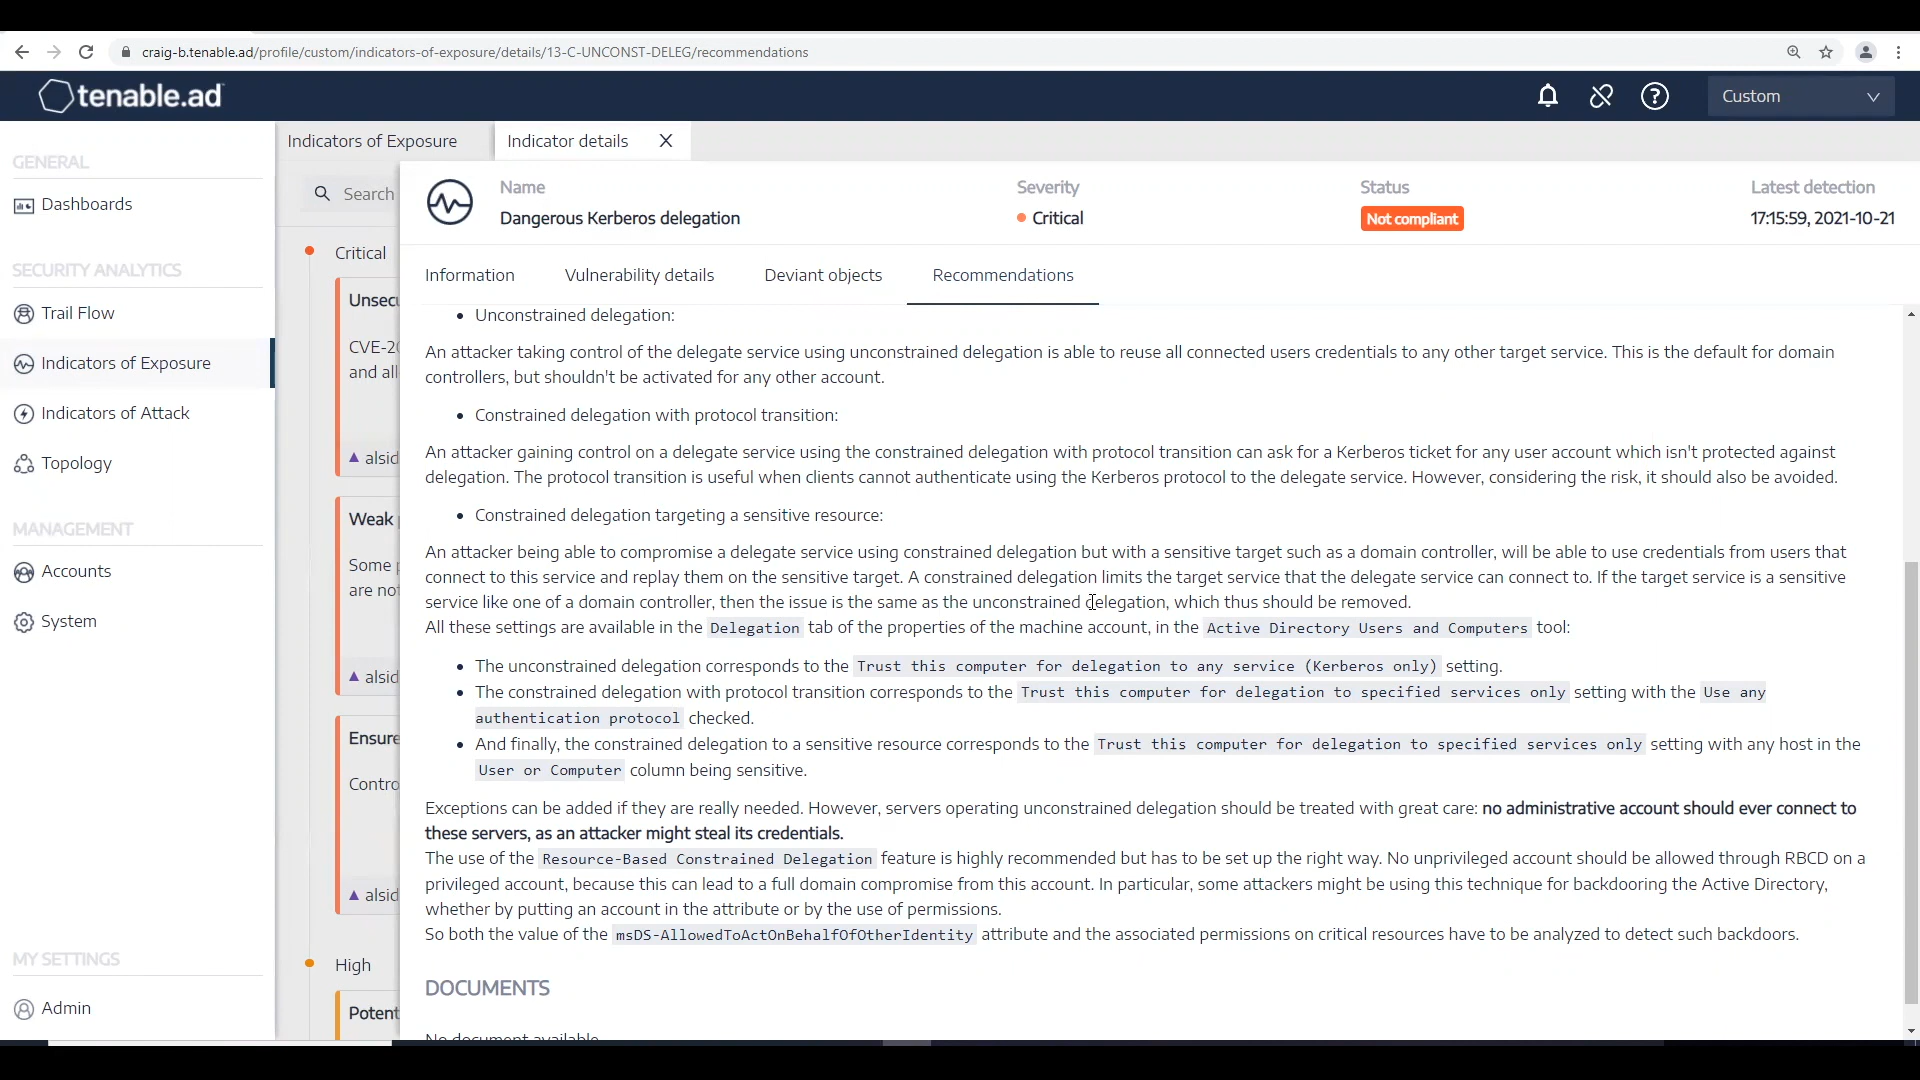 craig-b.tenable.ad/profile/custom/indicators-of-exposure/details/13-C-UNCONST-DELEG/recommendations
tenable.ad
Custom
GENERAL
Dashboards
SECURITY ANALYTICS
Trail Flow
Indicators of Exposure
Indicators of Attack
Topology
MANAGEMENT
Accounts
System
MY SETTINGS
Admin
Indicators of Exposure
Indicator details
Search
Critical
Unsecu
CVE-20
and all
alsid
Weak
Some p
are not
alsid
Ensure
Contro
alsid
High
Potent
Name
Dangerous Kerberos delegation
Severity
Critical
Status
Not compliant
Latest detection
17:15:59, 2021-10-21
Information
Vulnerability details
Deviant objects
Recommendations
• Unconstrained delegation:
An attacker taking control of the delegate service using unconstrained delegation is able to reuse all connected users credentials to any other target service. This is the default for domain
controllers, but shouldn't be activated for any other account.
• Constrained delegation with protocol transition:
An attacker gaining control on a delegate service using the constrained delegation with protocol transition can ask for a Kerberos ticket for any user account which isn't protected against
delegation. The protocol transition is useful when clients cannot authenticate using the Kerberos protocol to the delegate service. However, considering the risk, it should also be avoided.
• Constrained delegation targeting a sensitive resource:
An attacker being able to compromise a delegate service using constrained delegation but with a sensitive target such as a domain controller, will be able to use credentials from users that
connect to this service and replay them on the sensitive target. A constrained delegation limits the target service that the delegate service can connect to. If the target service is a sensitive
service like one of a domain controller, then the issue is the same as the unconstrained delegation, which thus should be removed.
All these settings are available in the Delegation tab of the properties of the machine account, in the Active Directory Users and Computers tool:
• The unconstrained delegation corresponds to the Trust this computer for delegation to any service (Kerberos only) setting.
• The constrained delegation with protocol transition corresponds to the Trust this computer for delegation to specified services only setting with the Use any
authentication protocol checked.
• And finally, the constrained delegation to a sensitive resource corresponds to the Trust this computer for delegation to specified services only setting with any host in the
User or Computer column being sensitive.
Exceptions can be added if they are really needed. However, servers operating unconstrained delegation should be treated with great care: no administrative account should ever connect to
these servers, as an attacker might steal its credentials.
The use of the Resource-Based Constrained Delegation feature is highly recommended but has to be set up the right way. No unprivileged account should be allowed through RBCD on a
privileged account, because this can lead to a full domain compromise from this account. In particular, some attackers might be using this technique for backdooring the Active Directory,
whether by putting an account in the attribute or by the use of permissions.
So both the value of the msDS-AllowedToActOnBehalfOfOtherIdentity attribute and the associated permissions on critical resources have to be analyzed to detect such backdoors.
DOCUMENTS
No document available